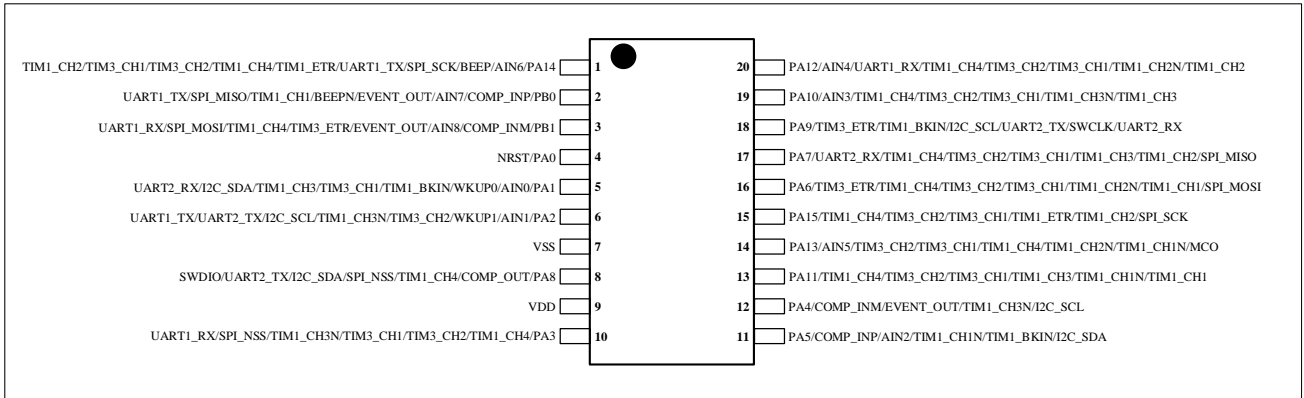 TIM1_CH2/TIM3_CH1/TIM3_CH2/TIM1_CH4/TIM1_ETR/UART1_TX/SPI_SCK/BEEP/AIN6/PA14 1 20 PA12/AIN4/UART1_RX/TIM1_CH4/TIM3_CH2/TIM3_CH1/TIM1_CH2N/TIM1_CH2
UART1_TX/SPI_MISO/TIM1_CH1/BEEPN/EVENT_OUT/AIN7/COMP_INP/PB0 2 19 PA10/AIN3/TIM1_CH4/TIM3_CH2/TIM3_CH1/TIM1_CH3N/TIM1_CH3
UART1_RX/SPI_MOSI/TIM1_CH4/TIM3_ETR/EVENT_OUT/AIN8/COMP_INM/PB1 3 18 PA9/TIM3_ETR/TIM1_BKIN/I2C_SCL/UART2_TX/SWCLK/UART2_RX
NRST/PA0 4 17 PA7/UART2_RX/TIM1_CH4/TIM3_CH2/TIM3_CH1/TIM1_CH3/TIM1_CH2/SPI_MISO
UART2_RX/I2C_SDA/TIM1_CH3/TIM3_CH1/TIM1_BKIN/WKUP0/AIN0/PA1 5 16 PA6/TIM3_ETR/TIM1_CH4/TIM3_CH2/TIM3_CH1/TIM1_CH2N/TIM1_CH1/SPI_MOSI
UART1_TX/UART2_TX/I2C_SCL/TIM1_CH3N/TIM3_CH2/WKUP1/AIN1/PA2 6 15 PA15/TIM1_CH4/TIM3_CH2/TIM3_CH1/TIM1_ETR/TIM1_CH2/SPI_SCK
VSS 7 14 PA13/AIN5/TIM3_CH2/TIM3_CH1/TIM1_CH4/TIM1_CH2N/TIM1_CH1N/MCO
SWDIO/UART2_TX/I2C_SDA/SPI_NSS/TIM1_CH4/COMP_OUT/PA8 8 13 PA11/TIM1_CH4/TIM3_CH2/TIM3_CH1/TIM1_CH3/TIM1_CH1N/TIM1_CH1
VDD 9 12 PA4/COMP_INM/EVENT_OUT/TIM1_CH3N/I2C_SCL
UART1_RX/SPI_NSS/TIM1_CH3N/TIM3_CH1/TIM3_CH2/TIM1_CH4/PA3 10 11 PA5/COMP_INP/AIN2/TIM1_CH1N/TIM1_BKIN/I2C_SDA